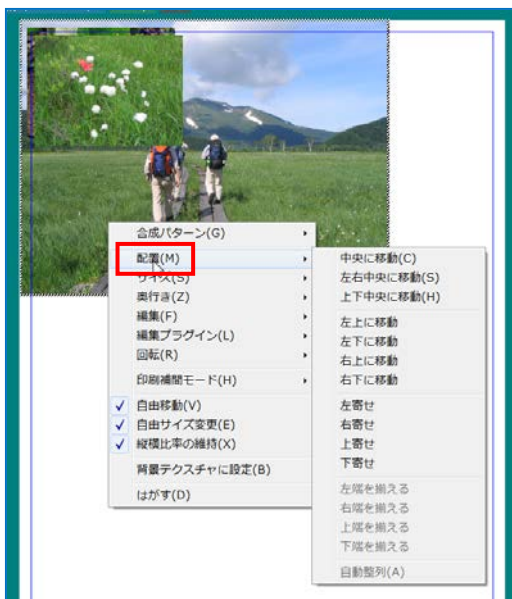 合成パターン(G)
配置(M)
サイズ(S)
奥行き(Z)
編集(F)
編集プラグイン(L)
回転(R)
印刷補間モード(H)
自由移動(V)
自由サイズ変更(E)
縦横比率の維持(X)
背景テクスチャに設定(B)
はがす(D)
中央に移動(C)
左右中央に移動(S)
上下中央に移動(H)
左上に移動
左下に移動
右上に移動
右下に移動
左寄せ
右寄せ
上寄せ
下寄せ
左端を揃える
右端を揃える
上端を揃える
下端を揃える
自動整列(A)